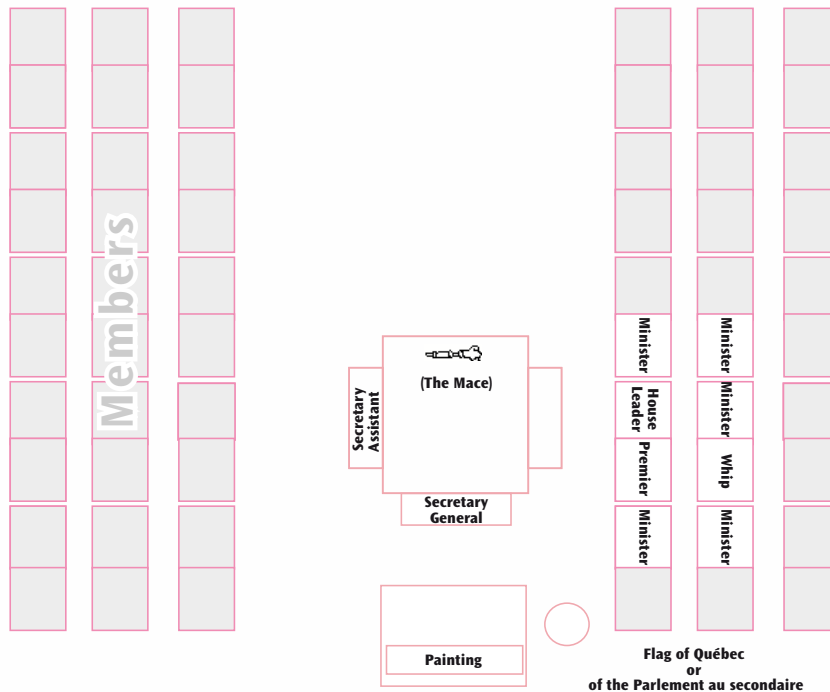 Members
(The Mace)
Secretary
Assistant
Secretary
General
Painting
Minister
Minister
House
Leader
Minister
Premier
Whip
Minister
Minister
Flag of Québec
or
of the Parlement au secondaire